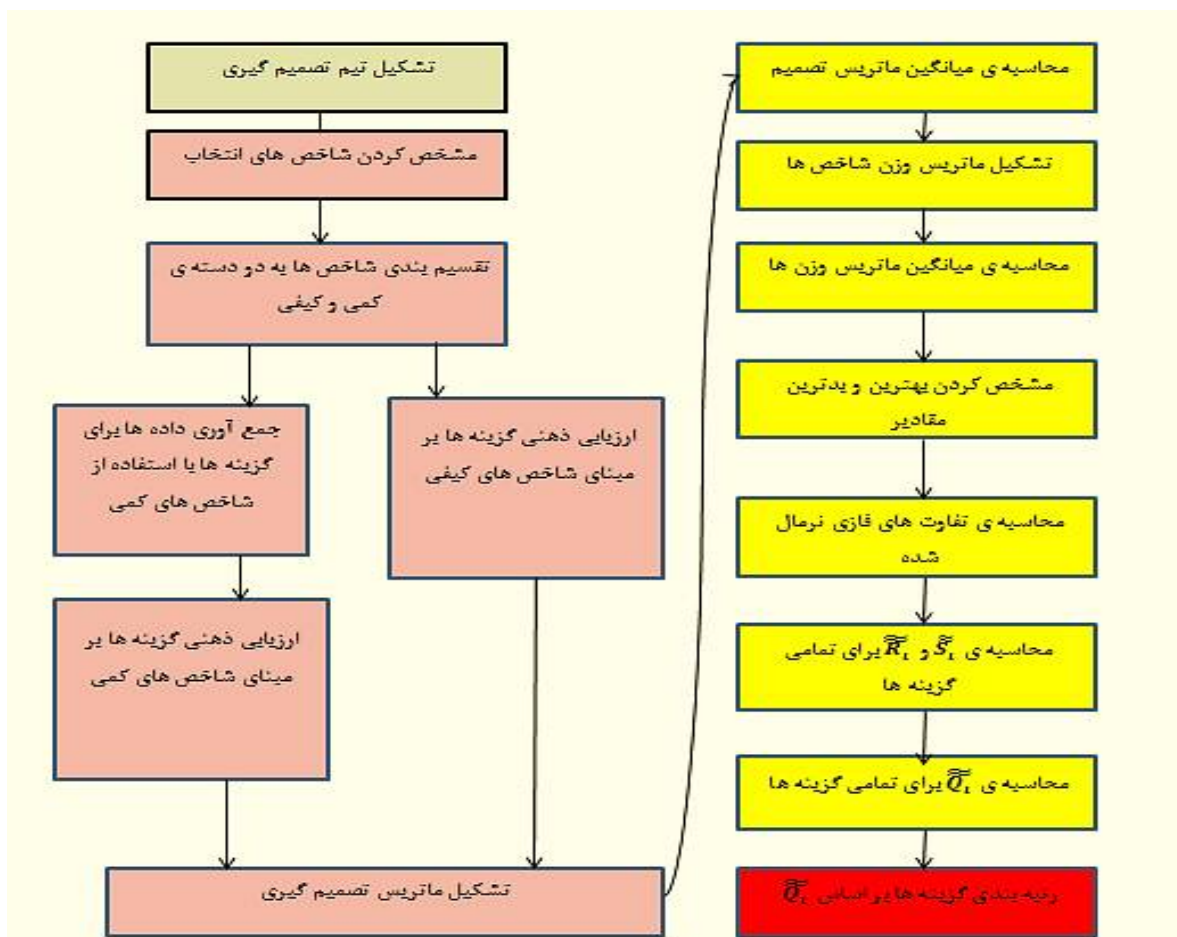 تشکیل تیم تصمیم گیری
مشخص کردن شاخص های انتخاب
تقسیم بندی شاخص ها به دو دسته ی
کمی و کیفی
جمع آوری داده ها برای
گزینه ها با استفاده از
شاخص های کمی
ارزیابی ذهنی گزینه ها بر
مبنای شاخص های کیفی
ارزیابی ذهنی گزینه ها بر
مبنای شاخص های کمی
تشکیل ماتریس تصمیم گیری
محاسبه ی میانگین ماتریس تصمیم
تشکیل ماتریس وزن شاخص ها
محاسبه ی میانگین ماتریس وزن ها
مشخص کردن بهترین و بدترین
مقادیر
محاسبه ی تفاوت های فازی نرمال
شده
محاسبه ی S̃̃ᵢ و R̃̃ᵢ برای تمامی
گزینه ها
محاسبه ی Q̃̃ᵢ برای تمامی گزینه ها
رتبه بندی گزینه ها بر اساس Q̃̃ᵢ